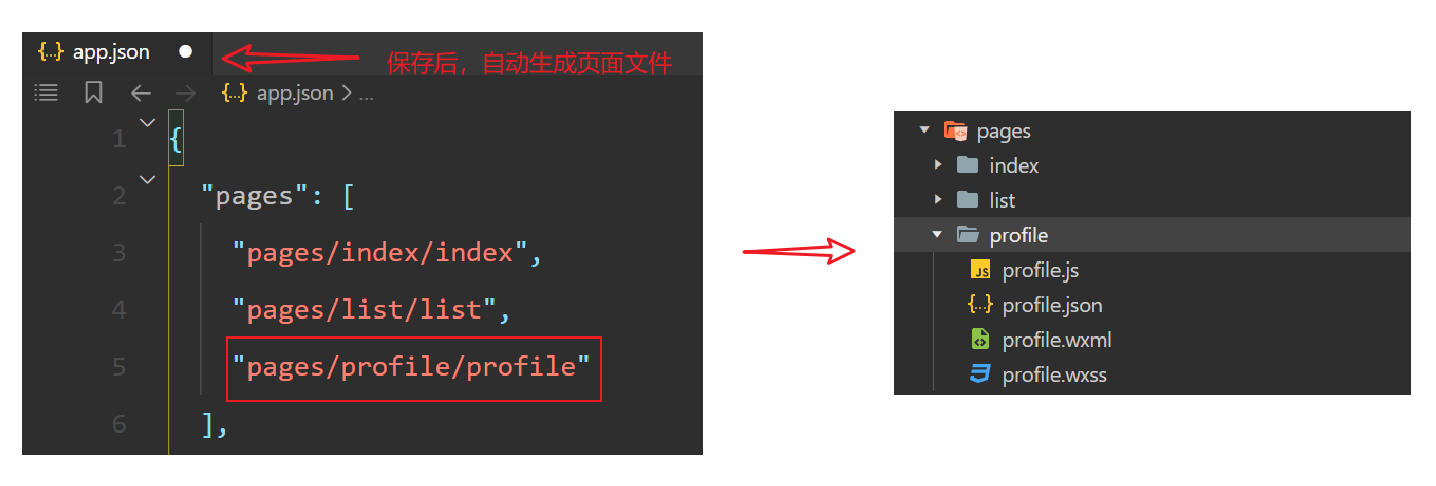 app.json
保存后，自动生成页面文件
app.json > ...
1 {
2 "pages": [
3 "pages/index/index",
4 "pages/list/list",
5 "pages/profile/profile"
6 ],
pages
index
list
profile
JS profile.js
{..} profile.json
profile.wxml
profile.wxss